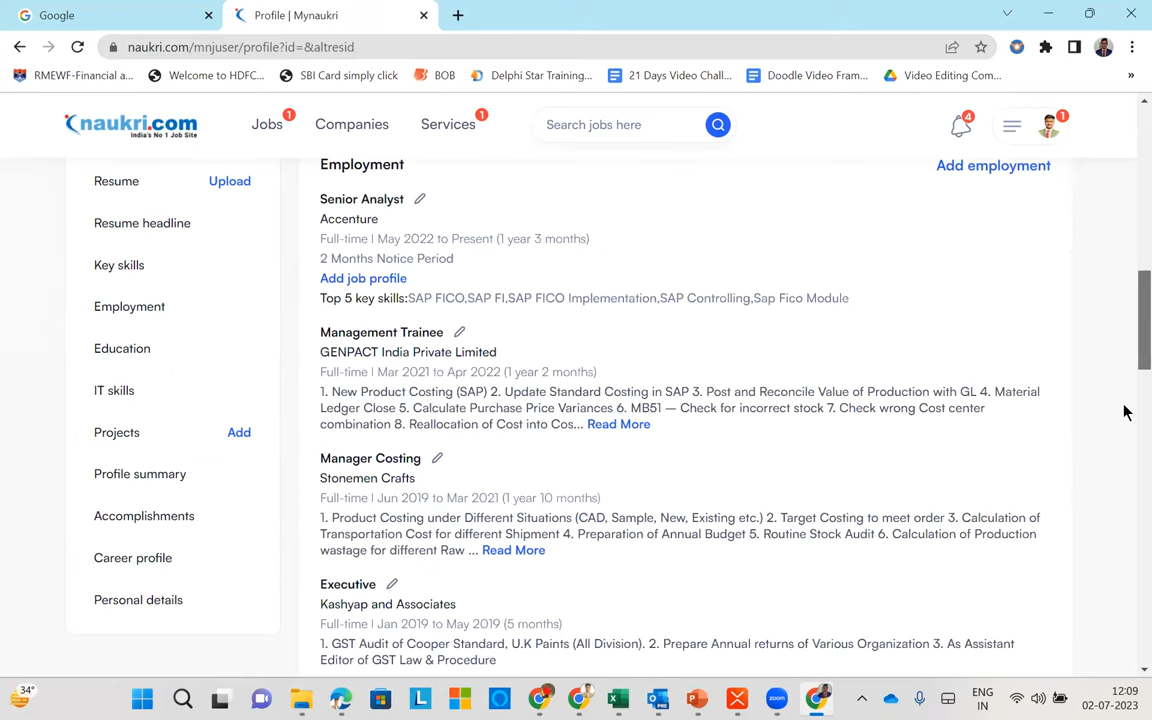 Google
Profile | Mynaukri
naukri.com/mnjuser/profile?id=&altresid
RMEWF-Financial a...
Welcome to HDFC...
SBI Card simply click
BOB
Delphi Star Training...
21 Days Video Chall...
Doodle Video Fram...
Video Editing Com...
»
naukri.com
India's No 1 Job Site
Jobs 1
Companies
Services 1
Search jobs here
4
1
Resume
Upload
Resume headline
Key skills
Employment
Education
IT skills
Projects
Add
Profile summary
Accomplishments
Career profile
Personal details
Employment
Add employment
Senior Analyst
Accenture
Full-time | May 2022 to Present (1 year 3 months)
2 Months Notice Period
Add job profile
Top 5 key skills:SAP FICO,SAP FI,SAP FICO Implementation,SAP Controlling,Sap Fico Module
Management Trainee
GENPACT India Private Limited
Full-time | Mar 2021 to Apr 2022 (1 year 2 months)
1. New Product Costing (SAP) 2. Update Standard Costing in SAP 3. Post and Reconcile Value of Production with GL 4. Material
Ledger Close 5. Calculate Purchase Price Variances 6. MB51 – Check for incorrect stock 7. Check wrong Cost center
combination 8. Reallocation of Cost into Cos... Read More
Manager Costing
Stonemen Crafts
Full-time | Jun 2019 to Mar 2021 (1 year 10 months)
1. Product Costing under Different Situations (CAD, Sample, New, Existing etc.) 2. Target Costing to meet order 3. Calculation of
Transportation Cost for different Shipment 4. Preparation of Annual Budget 5. Routine Stock Audit 6. Calculation of Production
wastage for different Raw ... Read More
Executive
Kashyap and Associates
Full-time | Jan 2019 to May 2019 (5 months)
1. GST Audit of Cooper Standard, U.K Paints (All Division). 2. Prepare Annual returns of Various Organization 3. As Assistant
Editor of GST Law & Procedure
34°
L
zoom
ENG
IN
12:09
02-07-2023